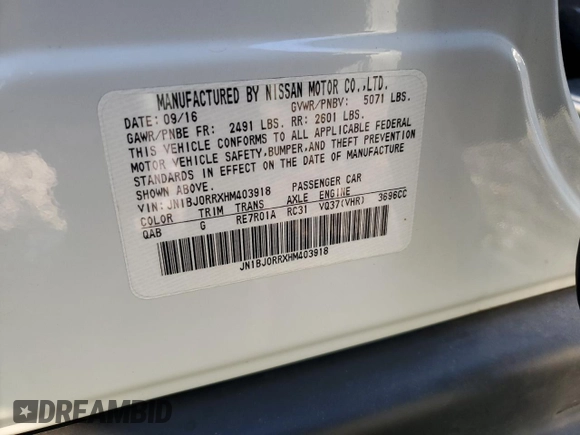 MANUFACTURED BY NISSAN MOTOR CO.,LTD.
DATE: 09/16 GVWR/PNBV: 5071 LBS.
GAWR/PNBE FR: 2491 LBS. RR: 2601 LBS.
THIS VEHICLE CONFORMS TO ALL APPLICABLE FEDERAL
MOTOR VEHICLE SAFETY,BUMPER,AND THEFT PREVENTION
STANDARDS IN EFFECT ON THE DATE OF MANUFACTURE
SHOWN ABOVE.
VIN: JN1BJ0RRXHM403918 PASSENGER CAR
COLOR TRIM TRANS AXLE ENGINE
QAB G RE7R01A RC31 VQ37(VHR) 3696CC
JN1BJ0RRXHM403918
DREAMBID